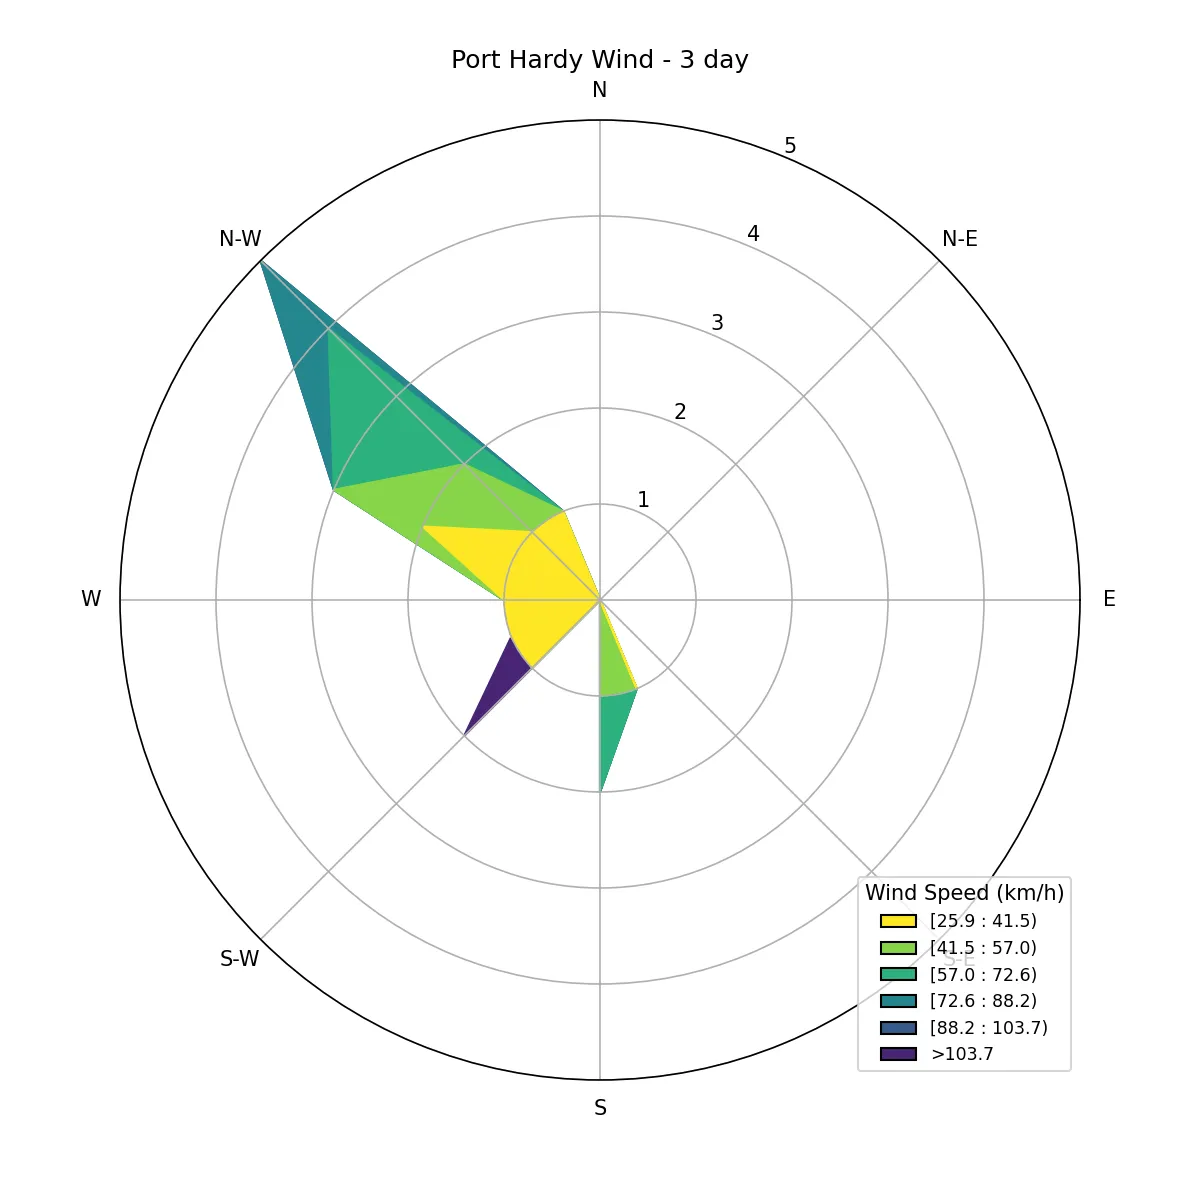 Port Hardy Wind - 3 day
N
5
N-W
N-E
4
3
2
1
W
E
Wind Speed (km/h)
[25.9 : 41.5)
[41.5 : 57.0)
S-W
S-E
[57.0 : 72.6)
[72.6 : 88.2)
[88.2 : 103.7)
>103.7
S